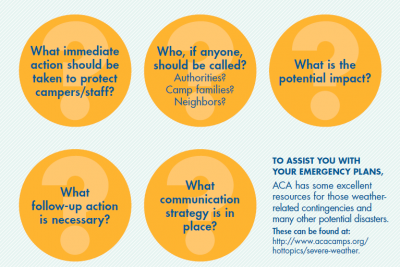 What immediate
action should be
taken to protect
campers/staff?
Who, if anyone,
should be called?
Authorities?
Camp families?
Neighbors?
What is the
potential impact?
What
follow-up action
is necessary?
What
communication
strategy is in
place?
TO ASSIST YOU WITH
YOUR EMERGENCY PLANS,
ACA has some excellent
resources for those weather-
related contingencies and
many other potential disasters.
These can be found at:
http://www.acacamps.org/
hottopics/severe-weather.